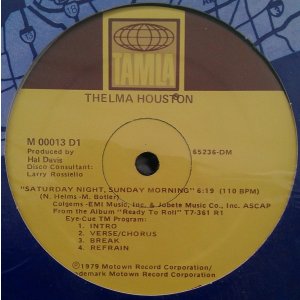 TAMLA
THELMA HOUSTON
M 00013 D1
Produced by
Hal Davis
Disco Consultant:
Larry Rossiello
65236-DM
"SATURDAY NIGHT, SUNDAY MORNING" 6:19 (110 BPM)
(N. Helms-M. Botler)
Colgems-EMI Music, Inc, & Jobete Music Co., Inc. ASCAP
From the Album "Ready To Roll" T7-361 R1
Eye-Cue TM Program:
1. INTRO
2. VERSE/CHORUS
3. BREAK
4. REFRAIN
©1979 Motown Record Corporation
Trademark of Motown Record Corporation